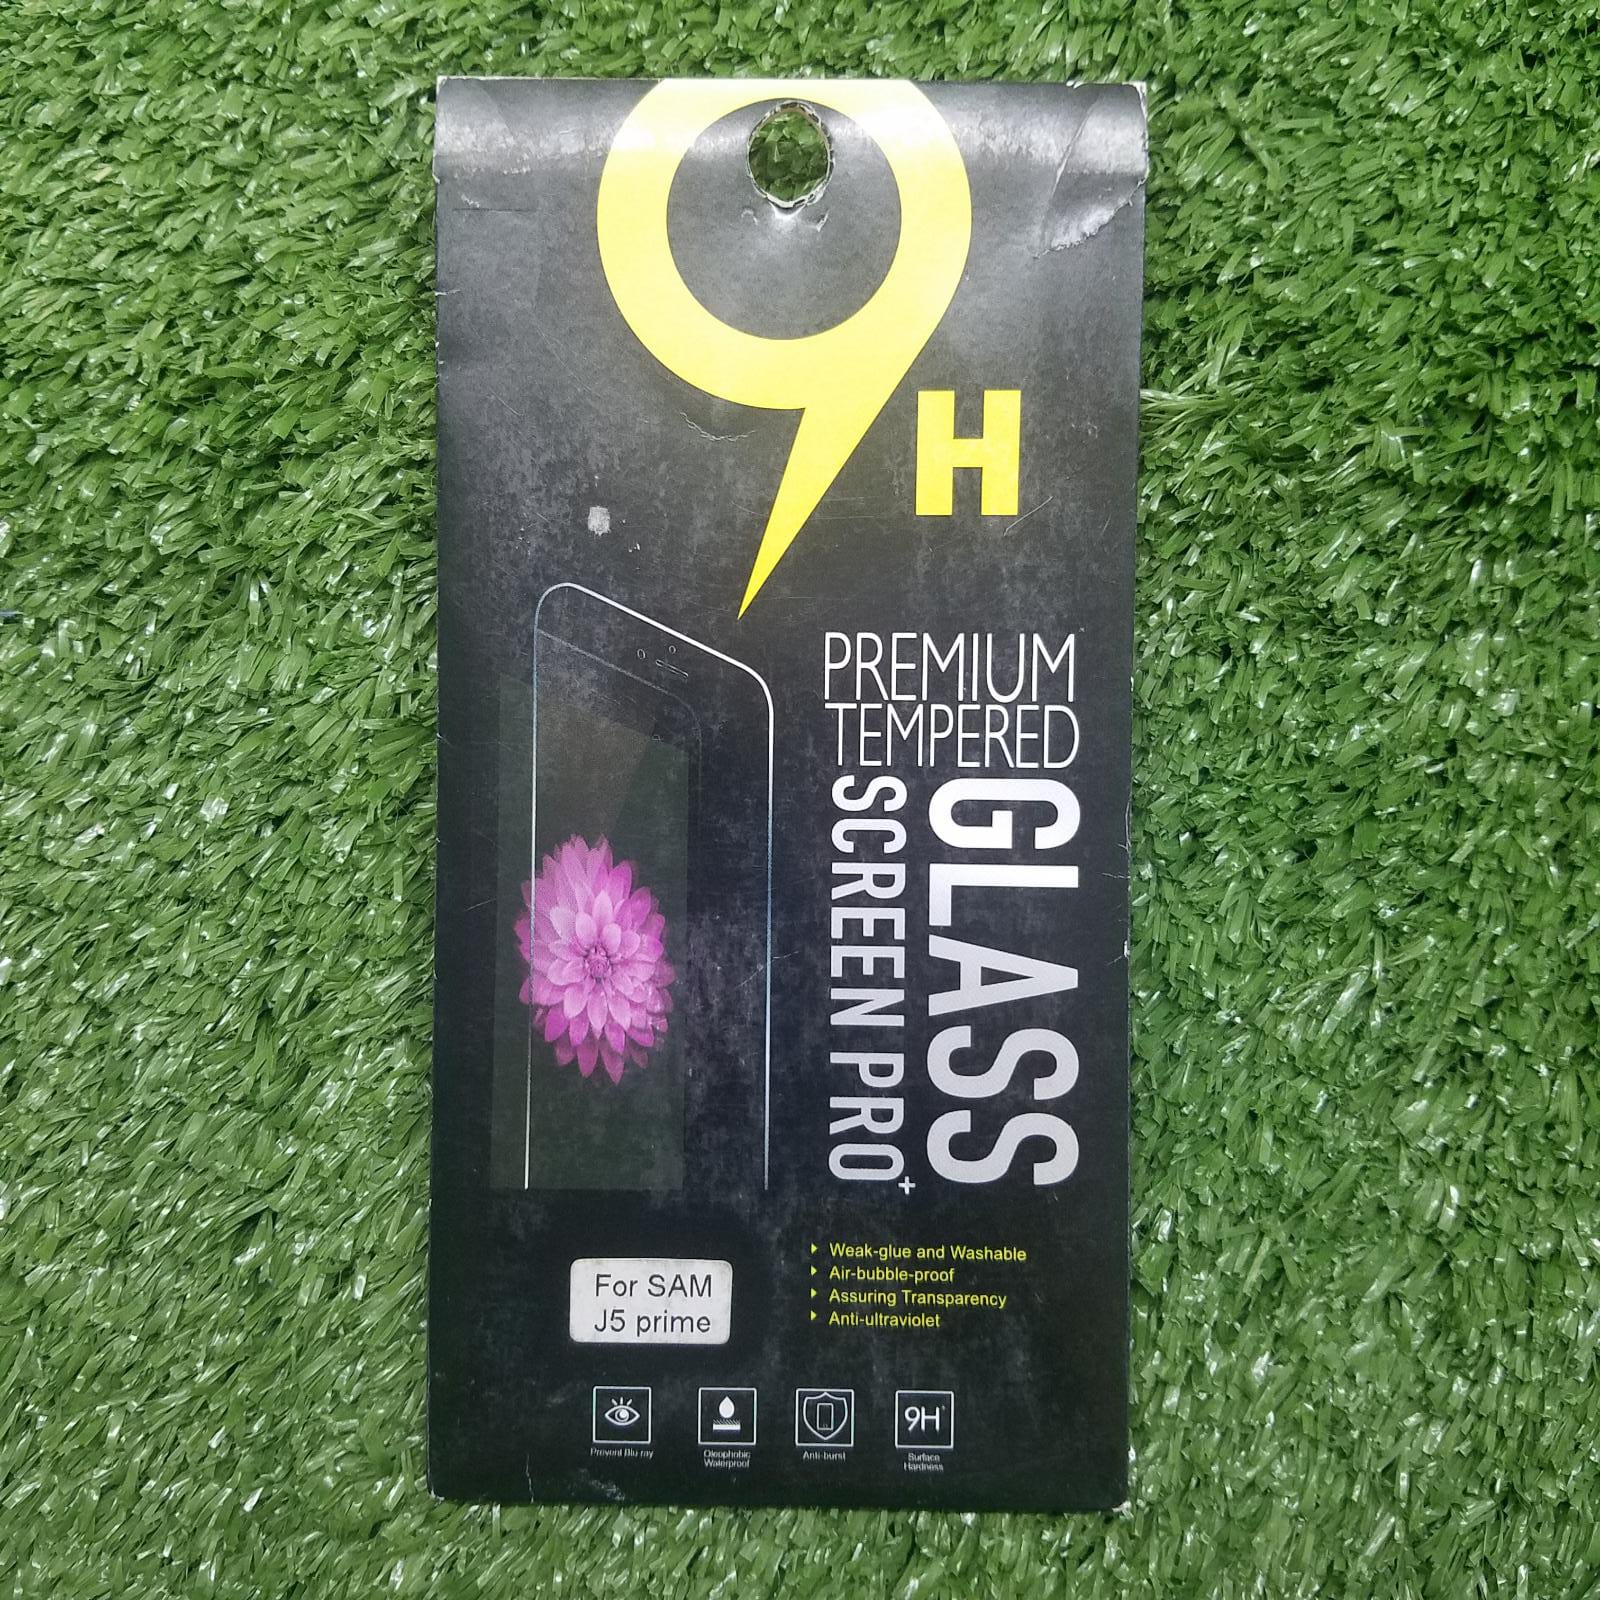 9H
PREMIUM
TEMPERED
GLASS
SCREEN PRO+
Weak-glue and Washable
Air-bubble-proof
Assuring Transparency
Anti-ultraviolet
For SAM
J5 prime
9H
Prevent Blu-ray
Oleophobic
Waterproof
Anti-burst
Surface
Hardness